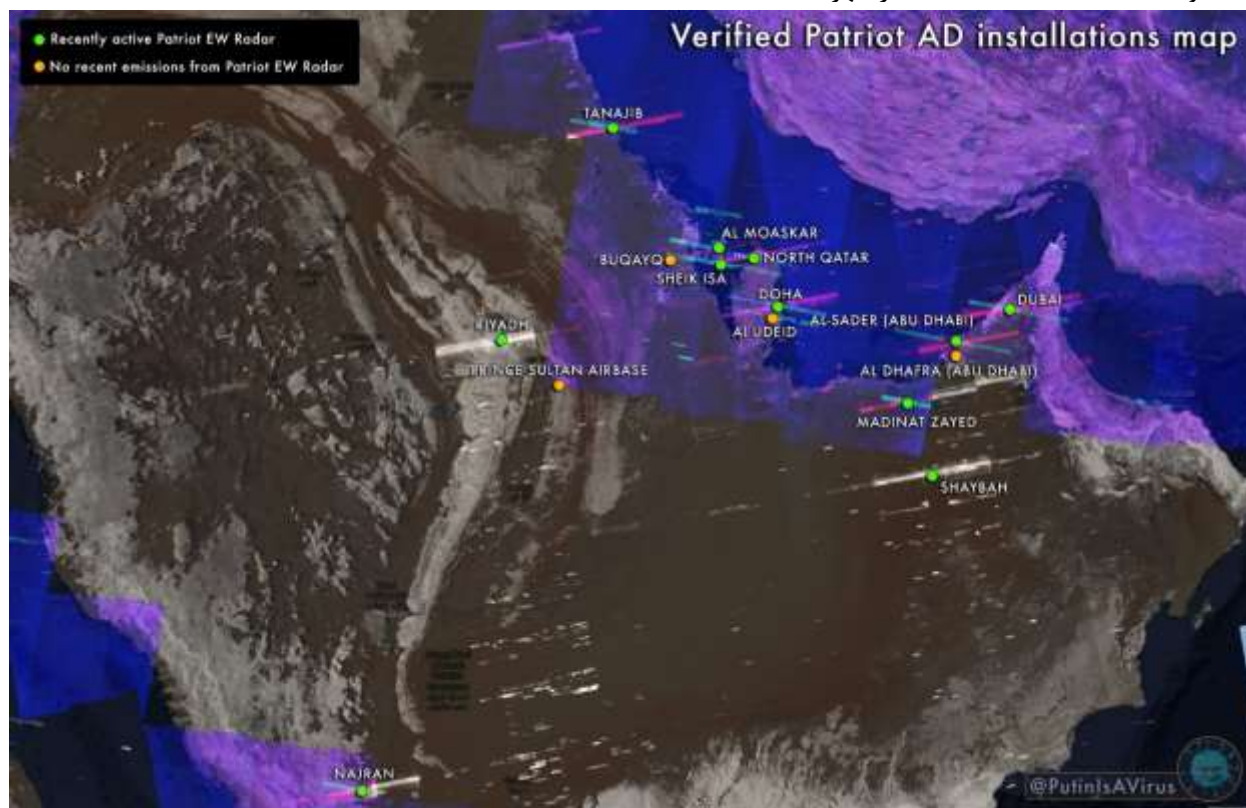 Recently active Patriot EW Radar
No recent emissions from Patriot EW Radar
Verified Patriot AD installations map
TANAJIB
AL MOASKAR
BUQAYQ
NORTH QATAR
SHEIK ISA
DOHA
DUBAI
AL-SADER (ABU DHABI)
AL UDEID
RIYADH
AL DHAFRA (ABU DHABI)
PRINCE SULTAN AIRBASE
MADINAT ZAYED
SHAYBAH
NAJRAN
@PutinIsAVirus